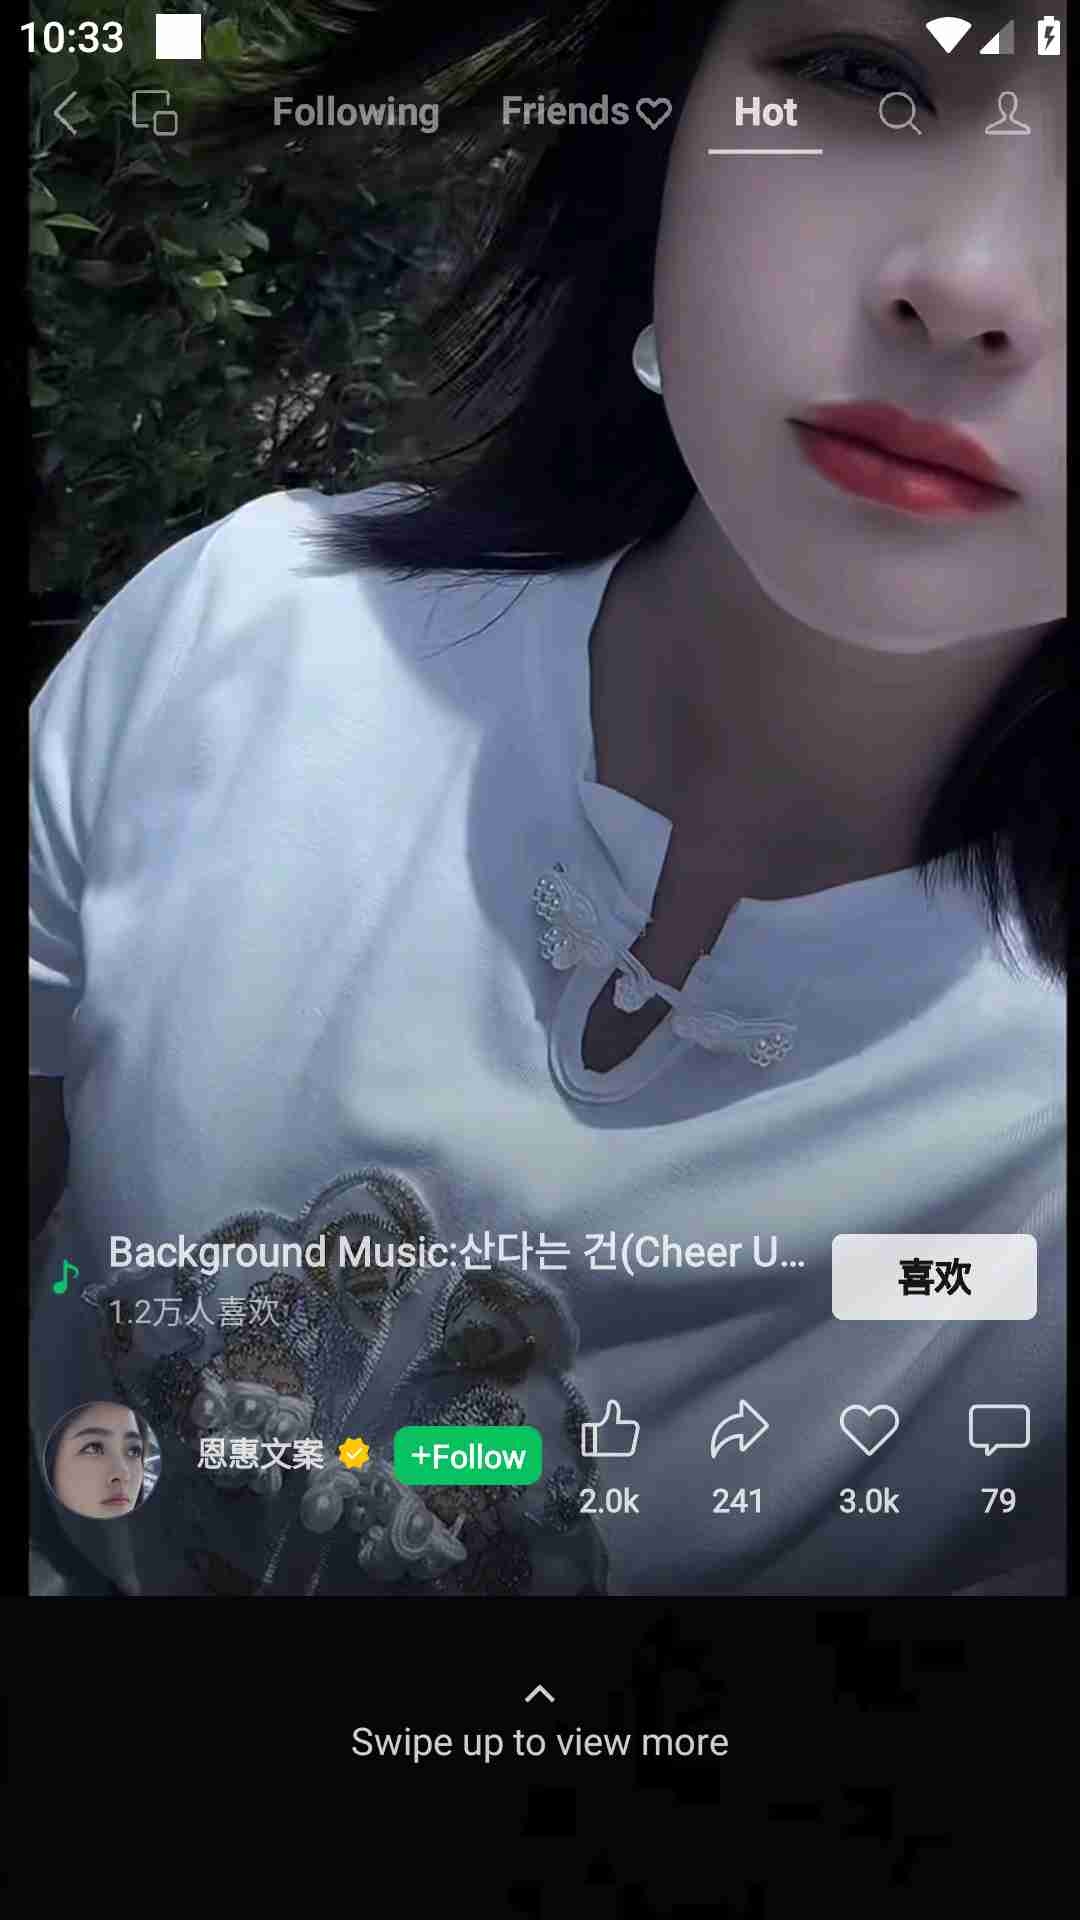 10:33
Following Friends Hot
Background Music:산다는 건(Cheer U...
喜欢
1.2万人喜欢
恩惠文案 +Follow
2.0k 241 3.0k 79
Swipe up to view more